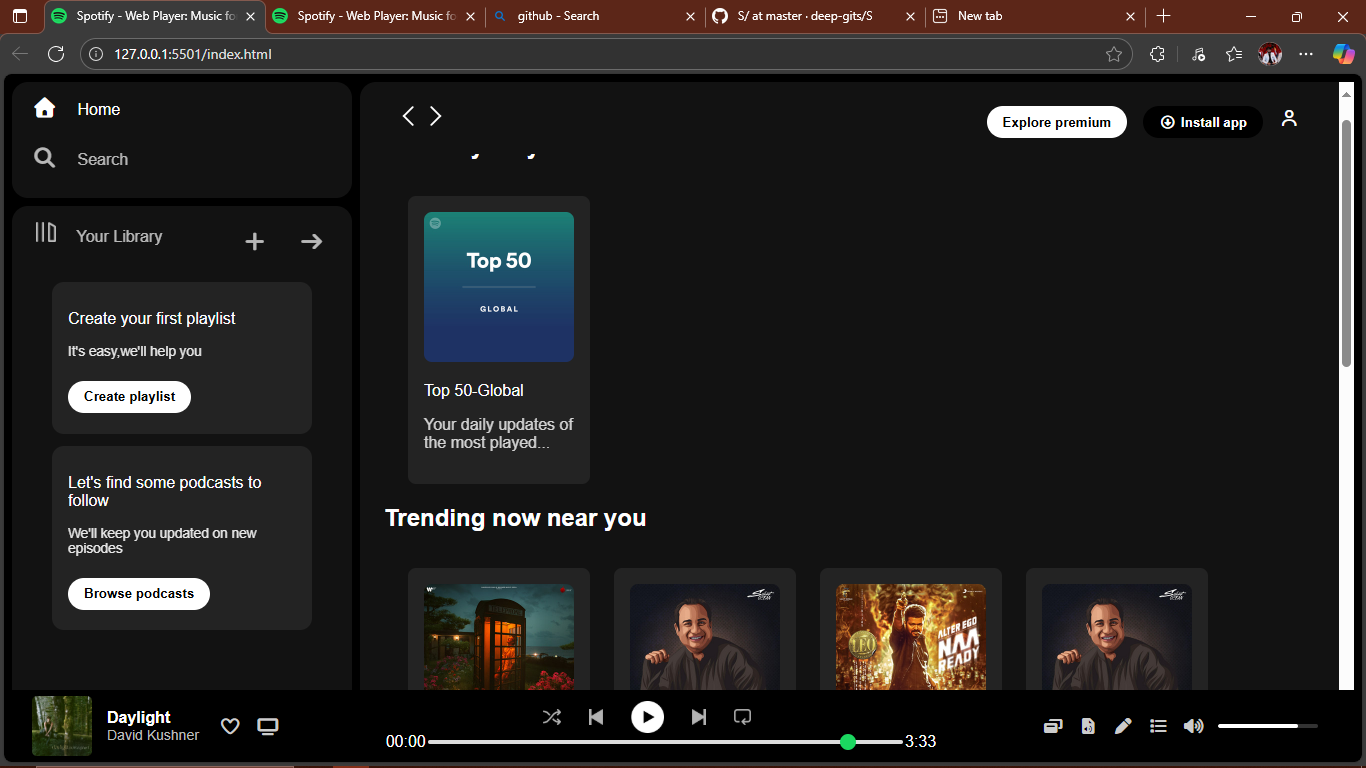 Spotify - Web Player: Music fo
Spotify - Web Player: Music fo
github - Search
S/ at master · deep-gits/S
New tab
127.0.0.1:5501/index.html
Home
Search
Your Library
Create your first playlist
It's easy,we'll help you
Create playlist
Let's find some podcasts to
follow
We'll keep you updated on new
episodes
Browse podcasts
Explore premium
Install app
Top 50
GLOBAL
Top 50-Global
Your daily updates of
the most played...
Trending now near you
LEO
ALTER EGO
NAA
READY
Daylight
David Kushner
00:00
3:33